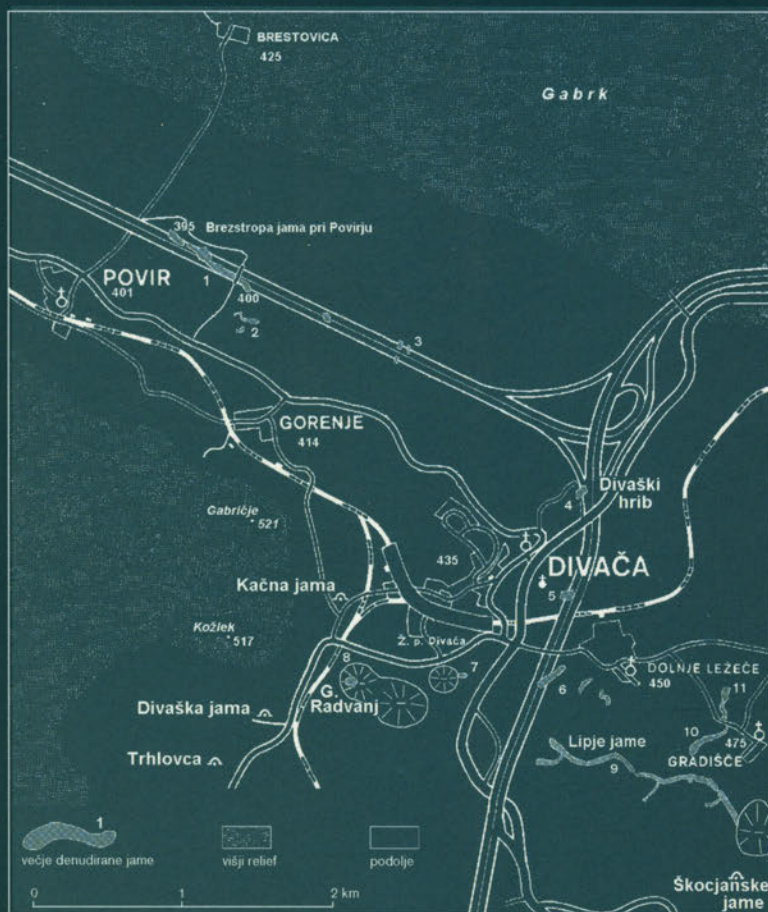 BRESTOVICA
425
Gabrk
395 Brezstropa jama pri Povirju
1
POVIR
401
400
2
3
GORENJE
414
Divaški
hrib
4
Gabričje
521
435
DIVAČA
Kačna jama
5
Kožlek
517
Ž. p. Divača
DOLNJE LEŽEČE
450
8
7
6
11
G.
Radvanj
Divaška jama
10
475
Lipje jame
GRADIŠČE
Trhlovca
9
1
večje denudirane jame
višji relief
podolje
0 1 2 km
Škocjanske
jame